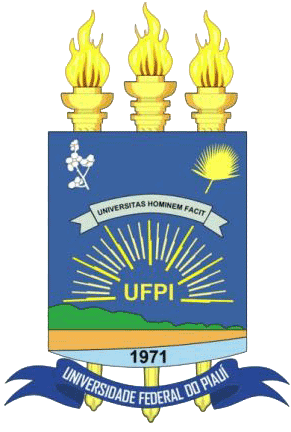 UNIVERSITAS HOMINEM FACIT
UFPI
1971
UNIVERSIDADE FEDERAL DO PIAUÍ